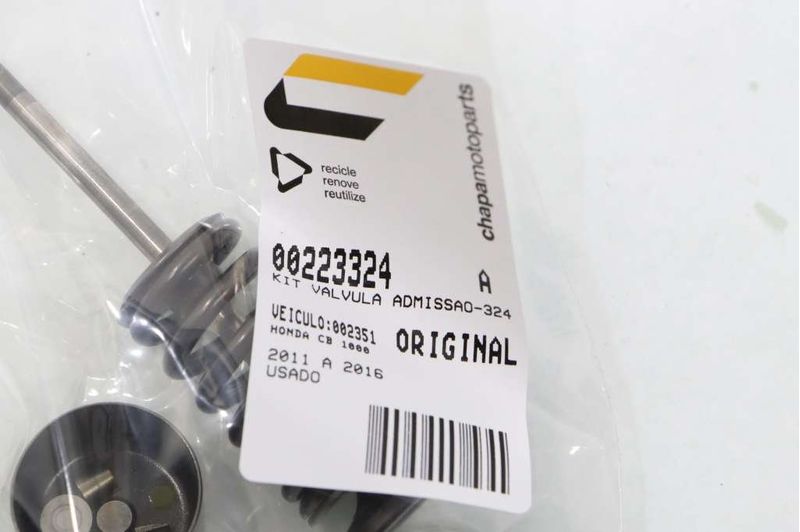 chapamotoparts
recicle
renove
reutilize
00223324 A
KIT VALVULA ADMISSAO-324
VEICULO:002351 ORIGINAL
HONDA CB 1000
2011 A 2016
USADO